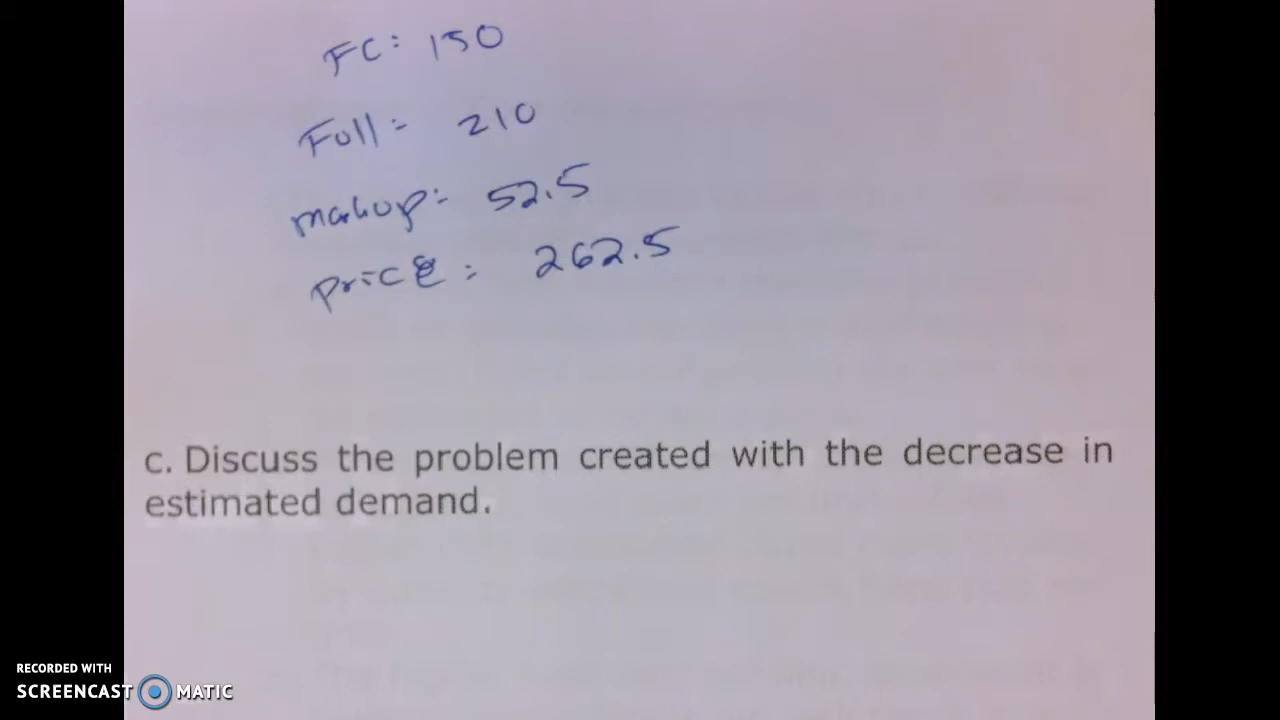 FC: 150
Full: 210
markup: 52.5
price: 262.5
c. Discuss the problem created with the decrease in
estimated demand.
RECORDED WITH
SCREENCAST MATIC